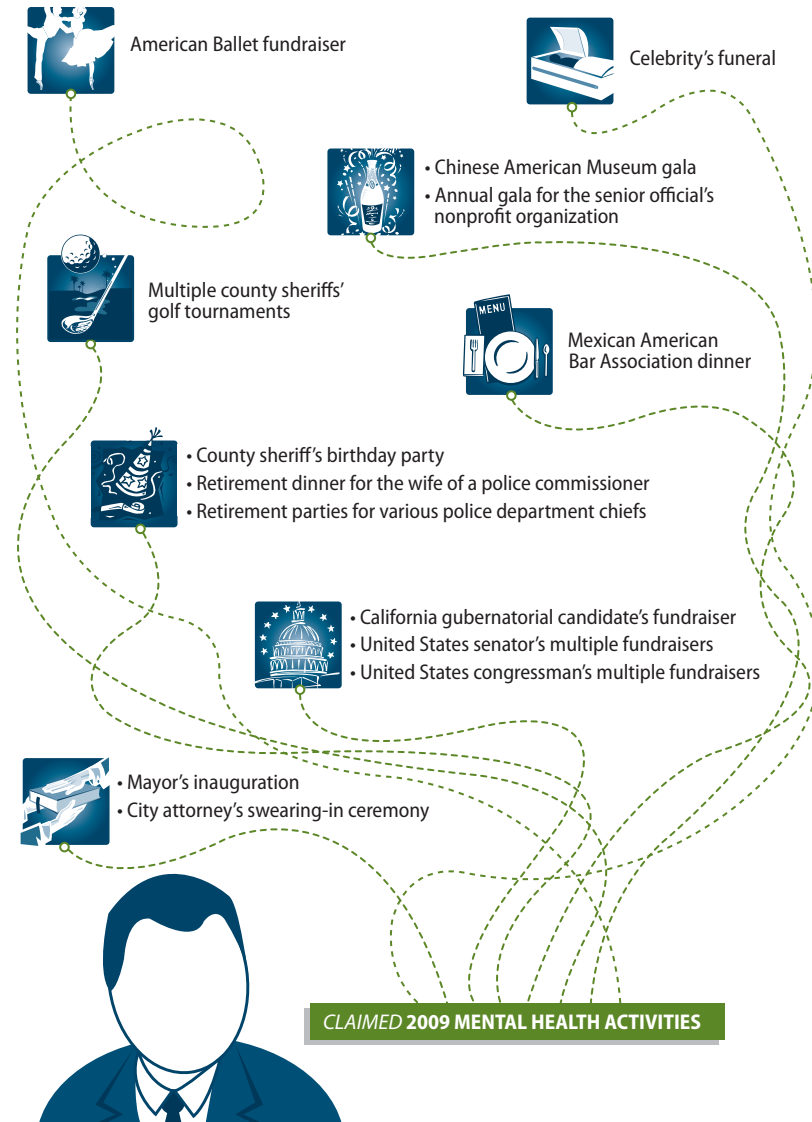 American Ballet fundraiser
Celebrity’s funeral
• Chinese American Museum gala
• Annual gala for the senior official’s
nonprofit organization
Multiple county sheriffs’
golf tournaments
MENU
Mexican American
Bar Association dinner
• County sheriff’s birthday party
• Retirement dinner for the wife of a police commissioner
• Retirement parties for various police department chiefs
• California gubernatorial candidate’s fundraiser
• United States senator’s multiple fundraisers
• United States congressman’s multiple fundraisers
• Mayor’s inauguration
• City attorney’s swearing-in ceremony
CLAIMED 2009 MENTAL HEALTH ACTIVITIES